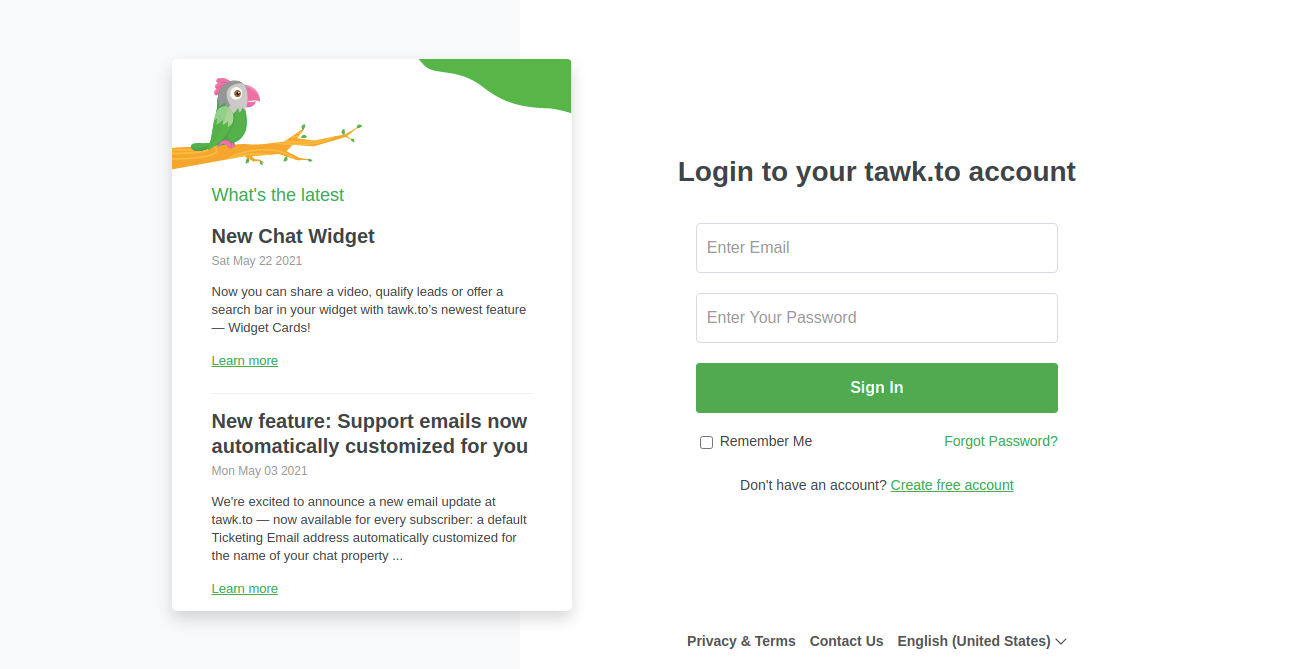 What's the latest
New Chat Widget
Sat May 22 2021
Now you can share a video, qualify leads or offer a
search bar in your widget with tawk.to's newest feature
— Widget Cards!
Learn more
New feature: Support emails now
automatically customized for you
Mon May 03 2021
We're excited to announce a new email update at
tawk.to — now available for every subscriber: a default
Ticketing Email address automatically customized for
the name of your chat property ...
Learn more
Login to your tawk.to account
Enter Email
Enter Your Password
Sign In
Remember Me
Forgot Password?
Don't have an account? Create free account
Privacy & Terms Contact Us English (United States)